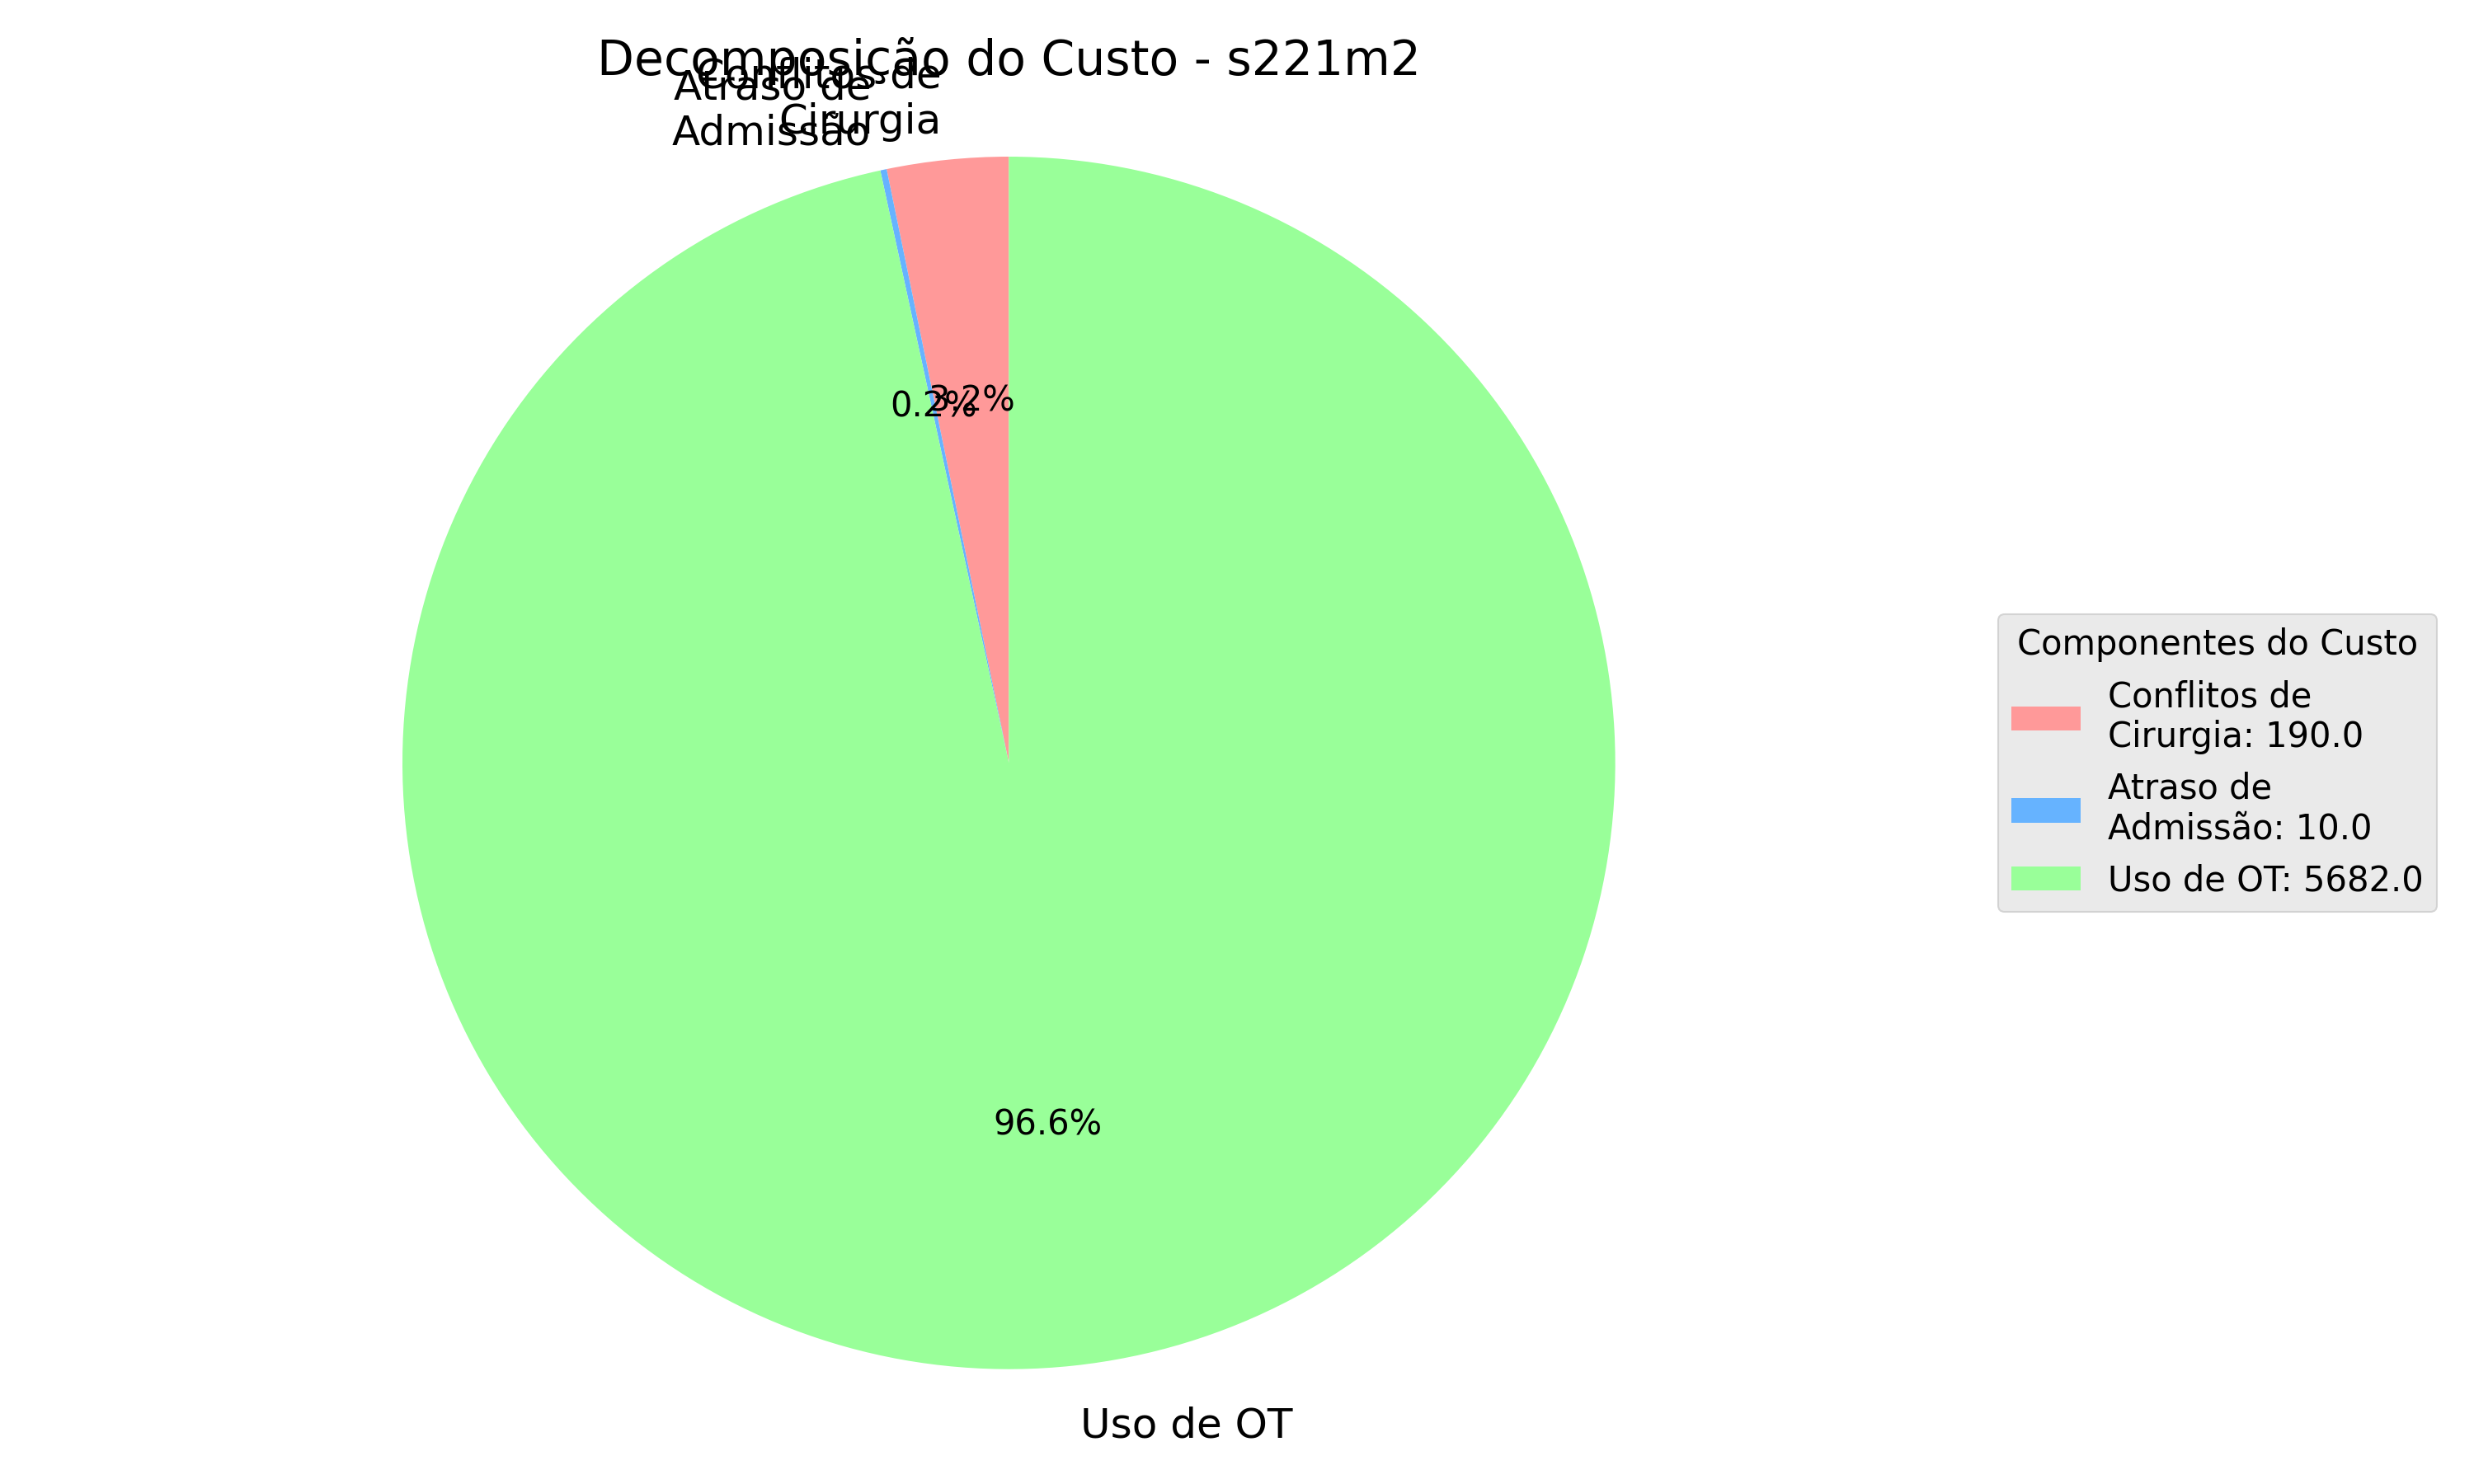 Decomposição do Custo - s221m2
Conflitos de
Cirurgia
Atraso de
Admissão
0.2%
3.2%
96.6%
Uso de OT
Componentes do Custo
Conflitos de
Cirurgia: 190.0
Atraso de
Admissão: 10.0
Uso de OT: 5682.0